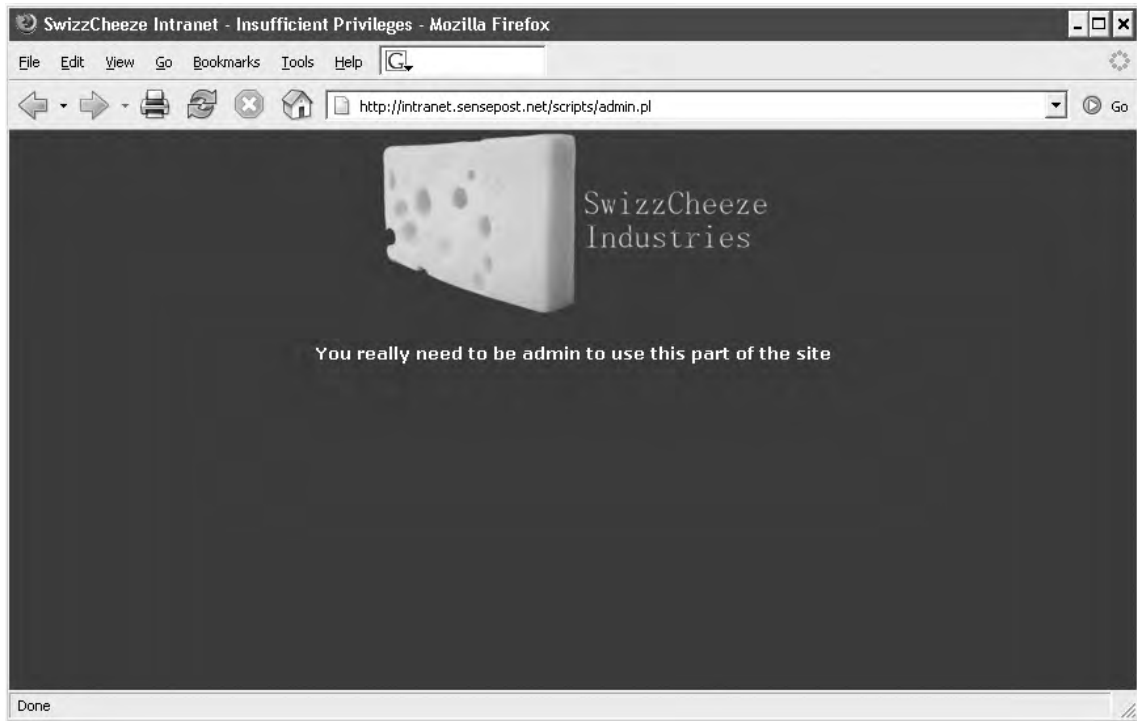 SwizzCheeze Intranet - Insufficient Privileges - Mozilla Firefox
File Edit View Go Bookmarks Tools Help G
http://intranet.sensepost.net/scripts/admin.pl Go
SwizzCheeze
Industries
You really need to be admin to use this part of the site
Done